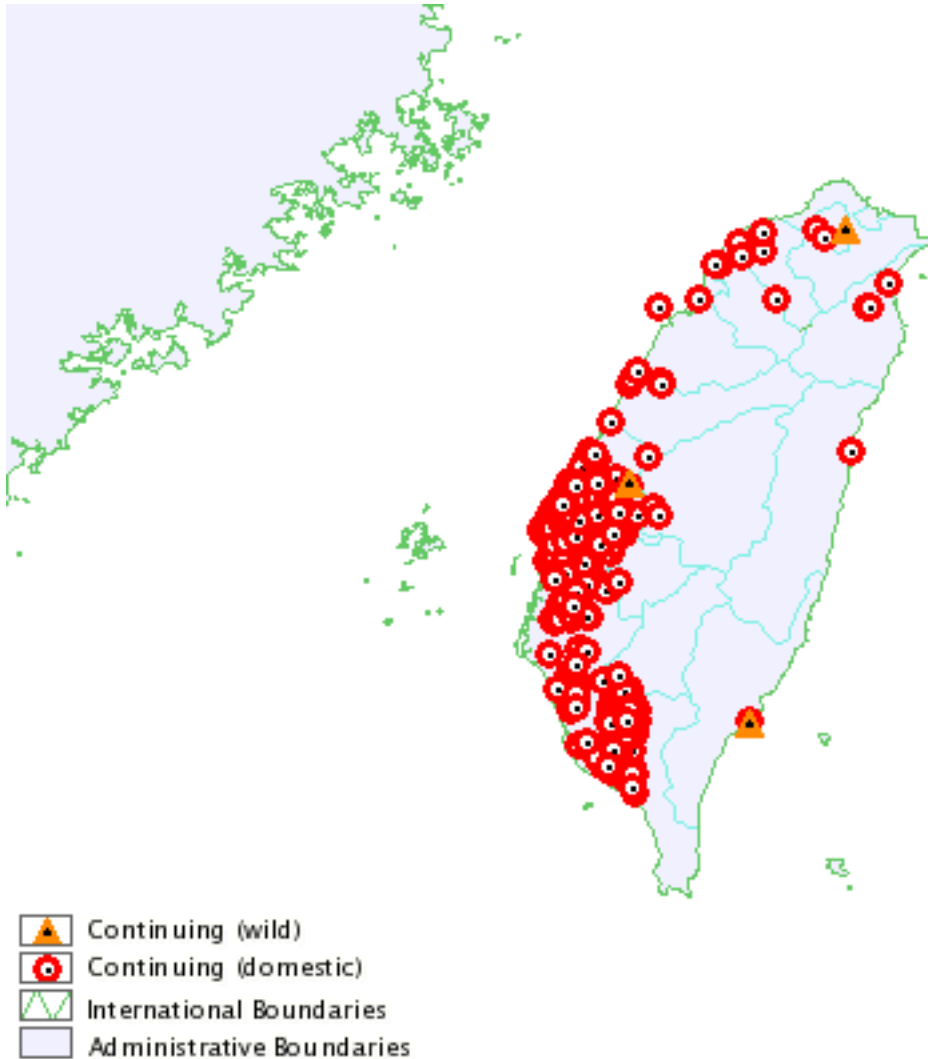 Continuing (wild)
Continuing (domestic)
International Boundaries
Administrative Boundaries